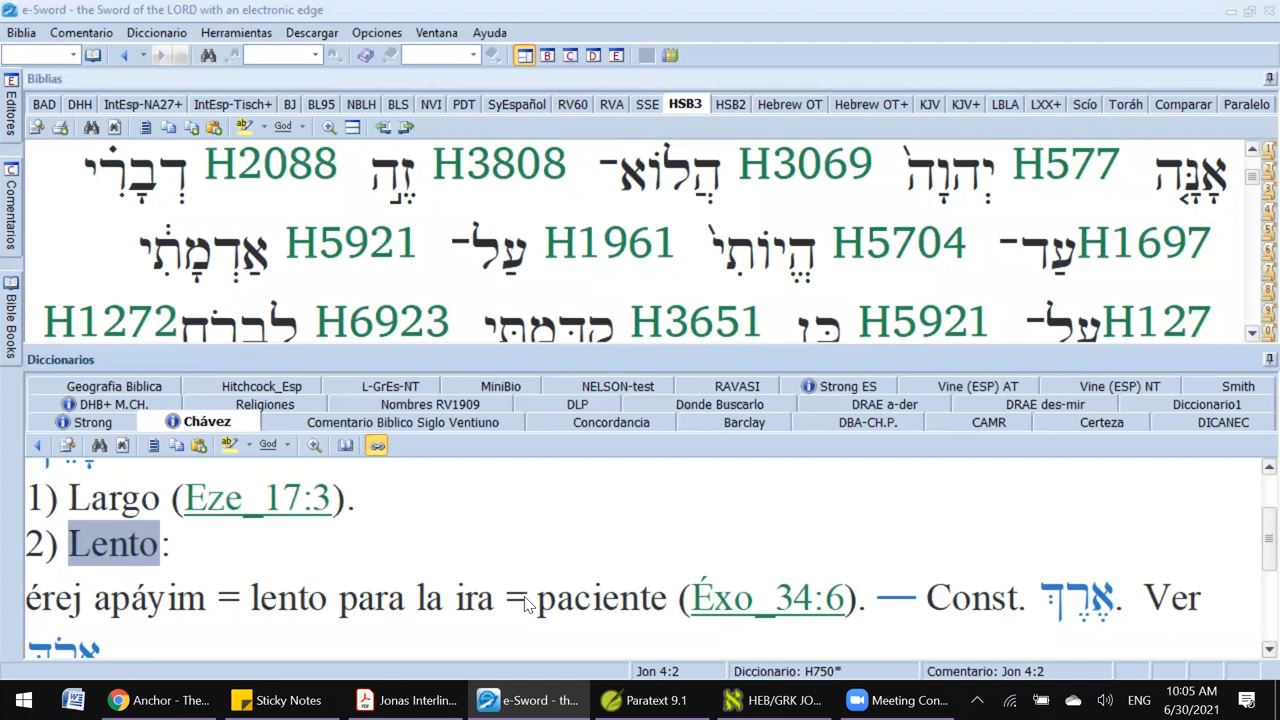 e-Sword - the Sword of the LORD with an electronic edge
Biblia Comentario Diccionario Herramientas Descargar Opciones Ventana Ayuda
B C D E
Biblias
BAD DHH IntEsp-NA27+ IntEsp-Tisch+ BJ BL95 NBLH BLS NVI PDT SyEspañol RV60 RVA SSE HSB3 HSB2 Hebrew OT Hebrew OT+ KJV KJV+ LBLA LXX+ Scío Toráh Comparar Paralelo
God
Editores
Comentarios
Bible Books
אָנָּ֤ה H577 יְהוָה֙ H3069 הֲלוֹא־ H3808 זֶ֣ה H2088 דְבָרִ֗י
H1697 עַד־ H5704 הֱיוֹתִי֙ H1961 עַל־ H5921 אַדְמָתִ֔י
H127 עַל־ H5921 כֵּ֥ן H3651 קִדַּ֖מְתִּי H6923 לִבְרֹ֣חַ H1272
Diccionarios
Geografia Biblica Hitchcock_Esp L-GrEs-NT MiniBio NELSON-test RAVASI Strong ES Vine (ESP) AT Vine (ESP) NT Smith
DHB+ M.CH. Religiones Nombres RV1909 DLP Donde Buscarlo DRAE a-der DRAE des-mir Diccionario1
Strong Chávez Comentario Biblico Siglo Ventiuno Concordancia Barclay DBA-CH.P. CAMR Certeza DICANEC
God
1) Largo (Eze_17:3).
2) Lento:
érej apáyim = lento para la ira = paciente (Éxo_34:6). — Const. אֶרֶךְ. Ver
Jon 4:2 Diccionario: H750* Comentario: Jon 4:2
Anchor - The... Sticky Notes Jonas Interlin... e-Sword - th... Paratext 9.1 HEB/GRK JO... Meeting Con... ENG 10:05 AM
6/30/2021